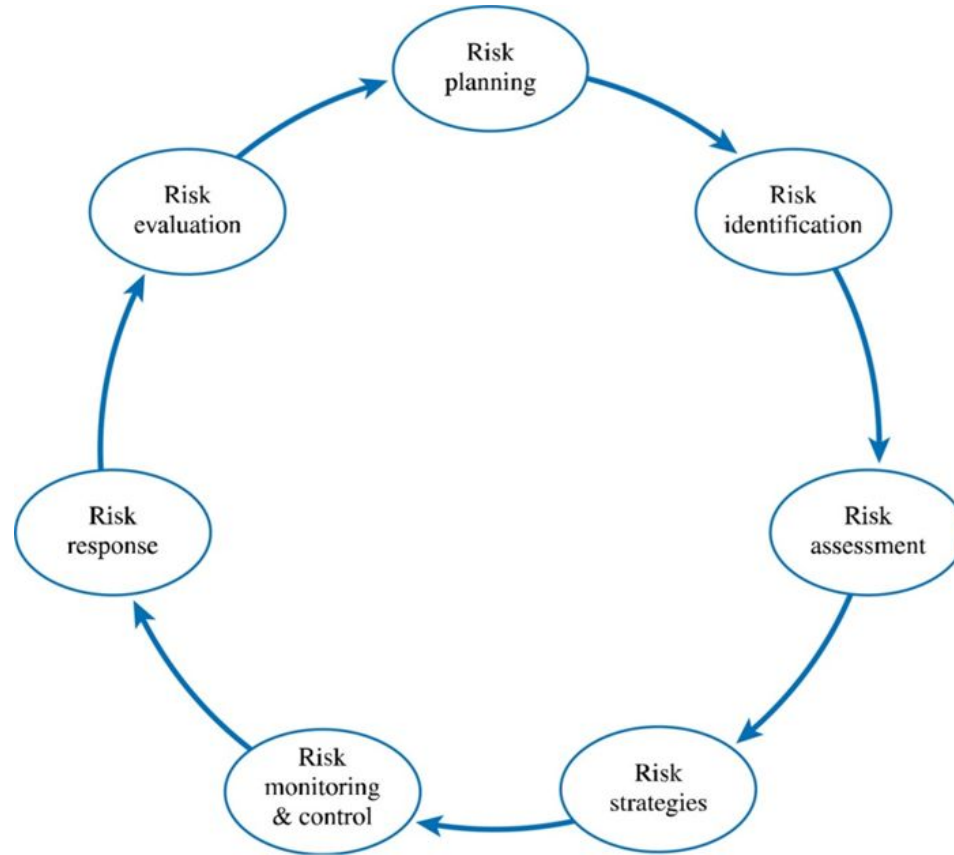 Risk
planning
Risk
identification
Risk
assessment
Risk
strategies
Risk
monitoring
& control
Risk
response
Risk
evaluation